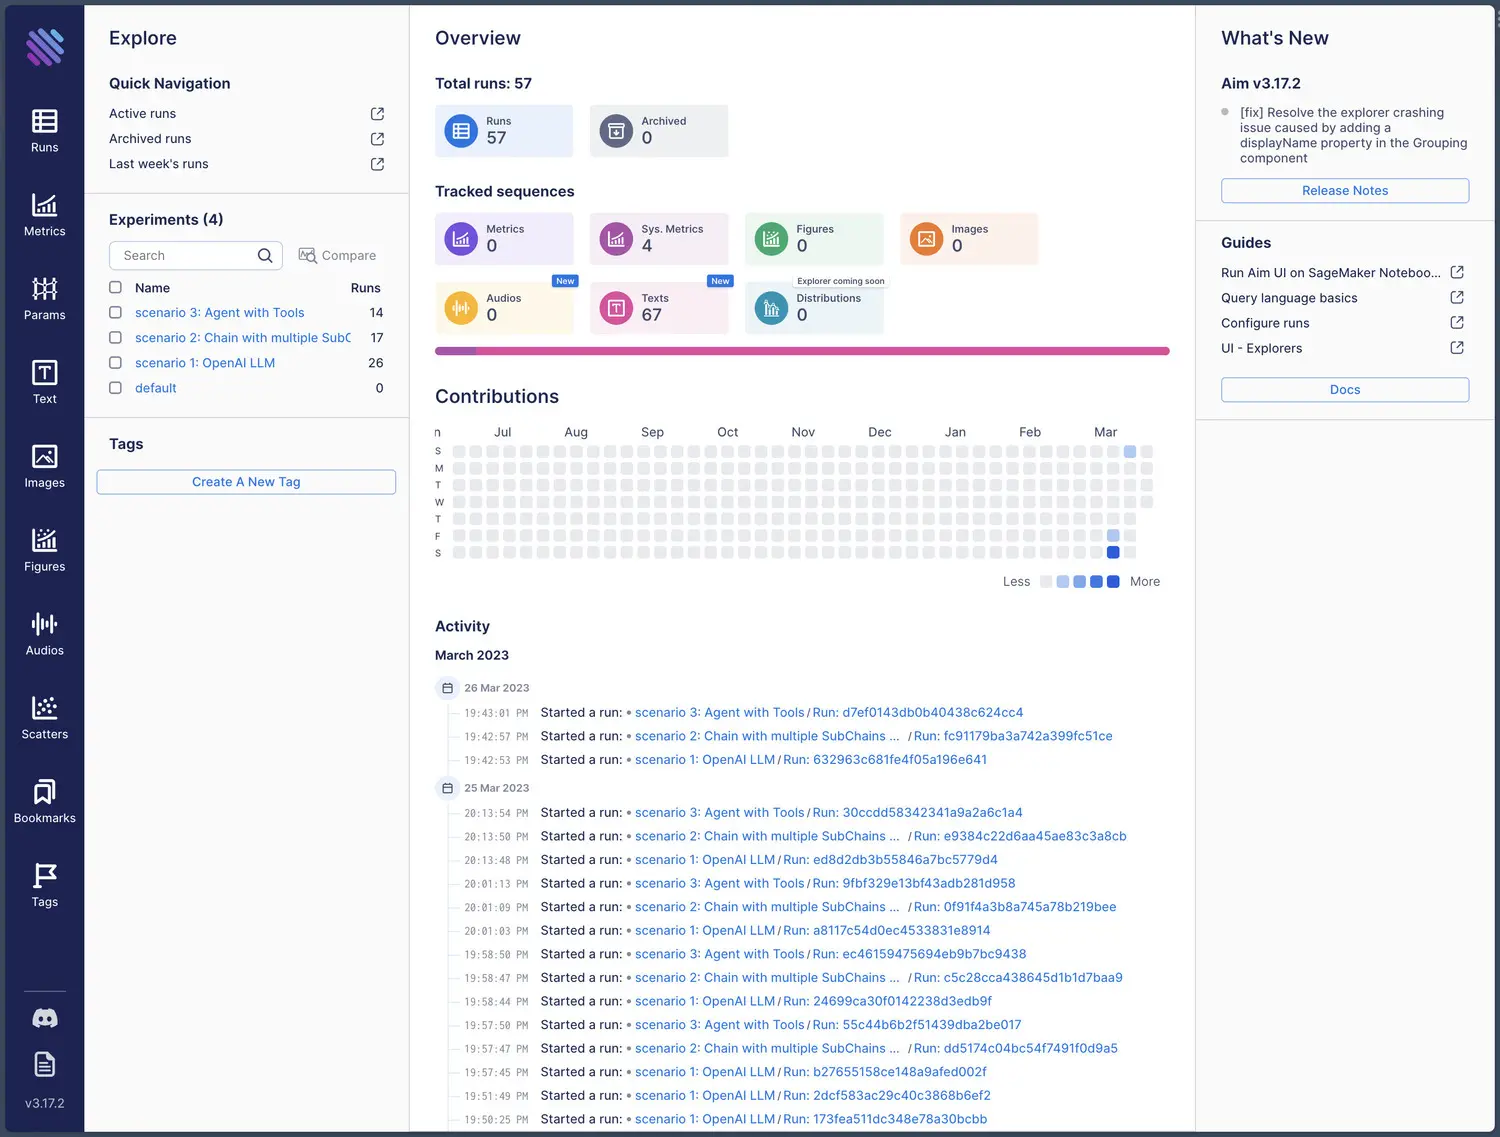 Runs
Metrics
Params
Text
Images
Figures
Audios
Scatters
Bookmarks
Tags
v3.17.2
Explore
Quick Navigation
Active runs
Archived runs
Last week's runs
Experiments (4)
Search
Compare
Name Runs
scenario 3: Agent with Tools 14
scenario 2: Chain with multiple SubC 17
scenario 1: OpenAI LLM 26
default 0
Tags
Create A New Tag
Overview
Total runs: 57
Runs
57
Archived
0
Tracked sequences
Metrics
0
Sys. Metrics
4
Figures
0
Images
0
New
Audios
0
New
Texts
67
Explorer coming soon
Distributions
0
Contributions
n Jul Aug Sep Oct Nov Dec Jan Feb Mar
S
M
T
W
T
F
S
Less More
Activity
March 2023
26 Mar 2023
19:43:01 PM Started a run: • scenario 3: Agent with Tools / Run: d7ef0143db0b40438c624cc4
19:42:57 PM Started a run: • scenario 2: Chain with multiple SubChains ... / Run: fc91179ba3a742a399fc51ce
19:42:53 PM Started a run: • scenario 1: OpenAI LLM / Run: 632963c681fe4f05a196e641
25 Mar 2023
20:13:54 PM Started a run: • scenario 3: Agent with Tools / Run: 30ccdd58342341a9a2a6c1a4
20:13:50 PM Started a run: • scenario 2: Chain with multiple SubChains ... / Run: e9384c22d6aa45ae83c3a8cb
20:13:48 PM Started a run: • scenario 1: OpenAI LLM / Run: ed8d2db3b55846a7bc5779d4
20:01:13 PM Started a run: • scenario 3: Agent with Tools / Run: 9fbf329e13bf43adb281d958
20:01:09 PM Started a run: • scenario 2: Chain with multiple SubChains ... / Run: 0f91f4a3b8a745a78b219bee
20:01:03 PM Started a run: • scenario 1: OpenAI LLM / Run: a8117c54d0ec4533831e8914
19:58:50 PM Started a run: • scenario 3: Agent with Tools / Run: ec46159475694eb9b7bc9438
19:58:47 PM Started a run: • scenario 2: Chain with multiple SubChains ... / Run: c5c28cca438645d1b1d7baa9
19:58:44 PM Started a run: • scenario 1: OpenAI LLM / Run: 24699ca30f0142238d3edb9f
19:57:50 PM Started a run: • scenario 3: Agent with Tools / Run: 55c44b6b2f51439dba2be017
19:57:47 PM Started a run: • scenario 2: Chain with multiple SubChains ... / Run: dd5174c04bc54f7491f0d9a5
19:57:45 PM Started a run: • scenario 1: OpenAI LLM / Run: b27655158ce148a9afed002f
19:51:49 PM Started a run: • scenario 1: OpenAI LLM / Run: 2dcf583ac29c40c3868b6ef2
19:50:25 PM Started a run: • scenario 1: OpenAI LLM / Run: 173fea511dc348e78a30bcbb
What's New
Aim v3.17.2
[fix] Resolve the explorer crashing
issue caused by adding a
displayName property in the Grouping
component
Release Notes
Guides
Run Aim UI on SageMaker Noteboo...
Query language basics
Configure runs
UI - Explorers
Docs